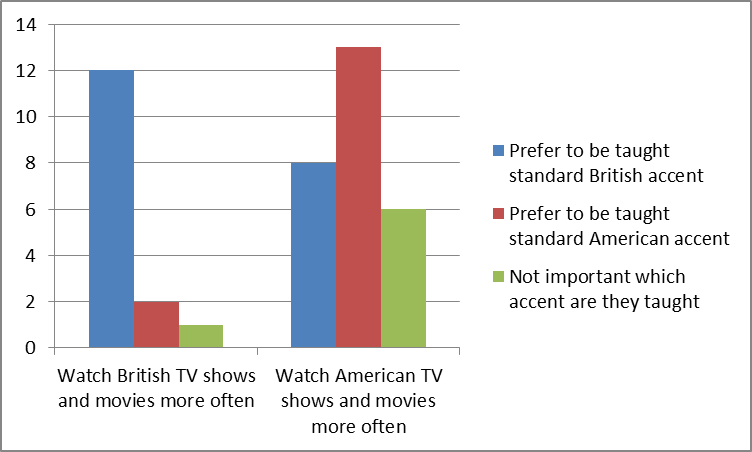 14
12
10
8
6
4
2
0
Watch British TV shows
and movies more often
Watch American TV
shows and movies
more often
Prefer to be taught
standard British accent
Prefer to be taught
standard American accent
Not important which
accent are they taught